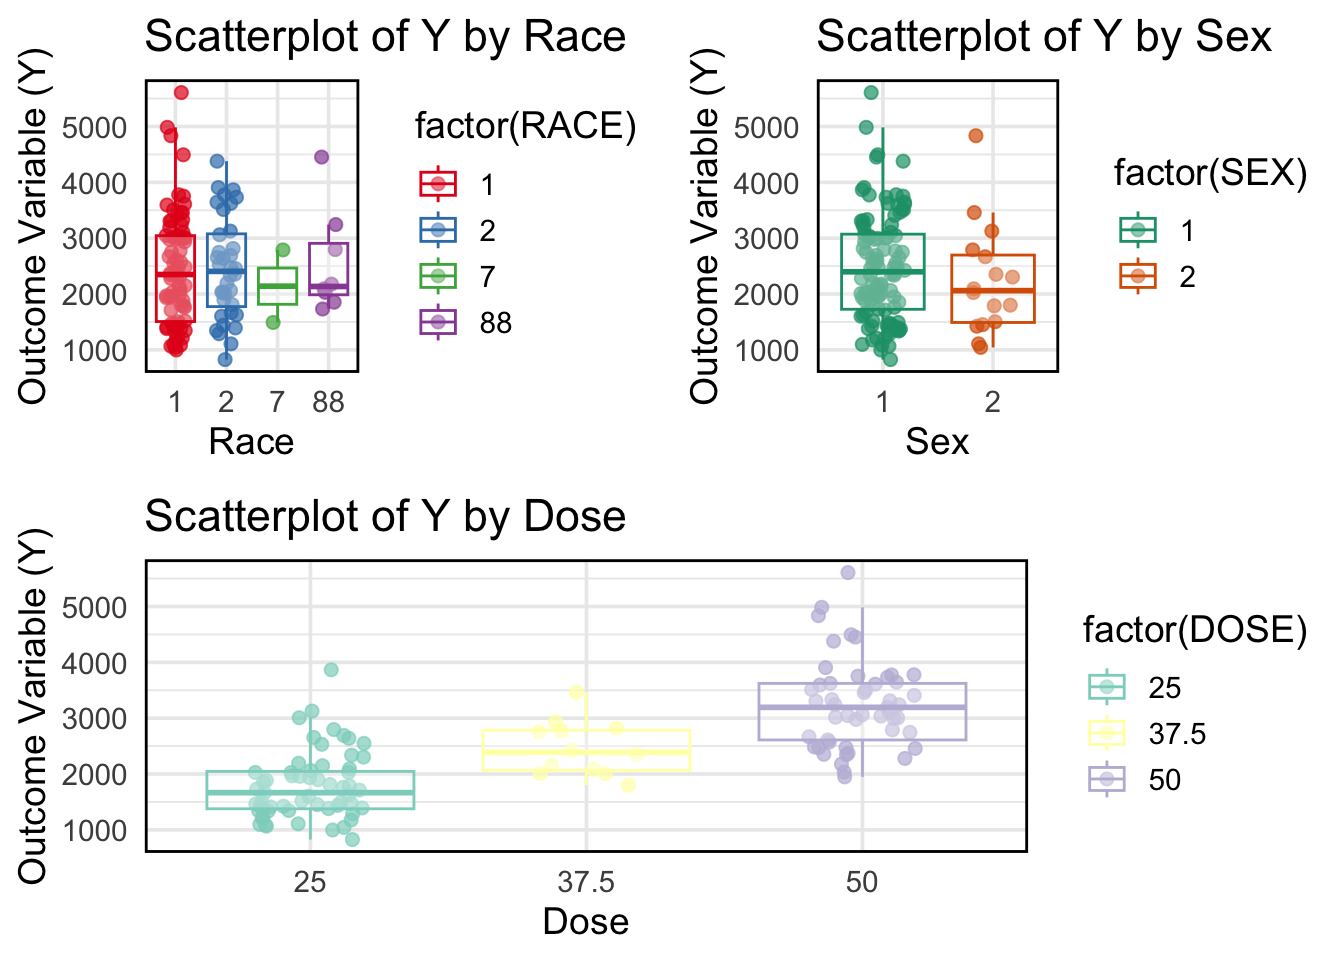 Scatterplot of Y by Race
Outcome Variable (Y)
5000
4000
3000
2000
1000
1 2 7 88
Race
factor(RACE)
1
2
7
88
Scatterplot of Y by Sex
Outcome Variable (Y)
5000
4000
3000
2000
1000
1 2
Sex
factor(SEX)
1
2
Scatterplot of Y by Dose
Outcome Variable (Y)
5000
4000
3000
2000
1000
25 37.5 50
Dose
factor(DOSE)
25
37.5
50